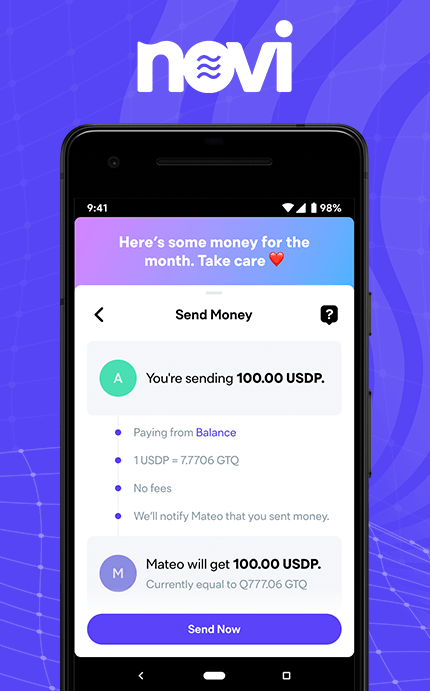 novi
9:41
98%
Here's some money for the
month. Take care ❤️
Send Money
?
A
You're sending 100.00 USDP.
Paying from Balance
1 USDP = 7.7706 GTQ
No fees
We'll notify Mateo that you sent money.
M
Mateo will get 100.00 USDP.
Currently equal to Q777.06 GTQ
Send Now